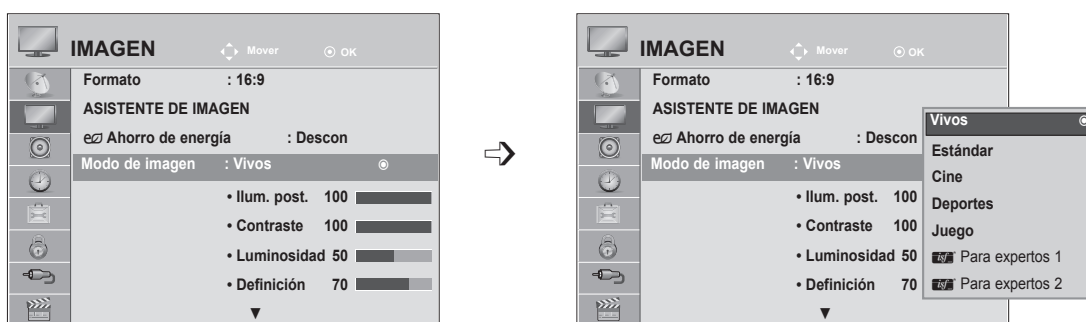 IMAGEN Mover OK
Formato : 16:9
ASISTENTE DE IMAGEN
Ahorro de energía : Descon
Modo de imagen : Vivos
• Ilum. post. 100
• Contraste 100
• Luminosidad 50
• Definición 70
IMAGEN Mover OK
Formato : 16:9
ASISTENTE DE IMAGEN
Ahorro de energía : Descon
Modo de imagen : Vivos
• Ilum. post. 100
• Contraste 100
• Luminosidad 50
• Definición 70
Vivos
Estándar
Cine
Deportes
Juego
isf Para expertos 1
isf Para expertos 2